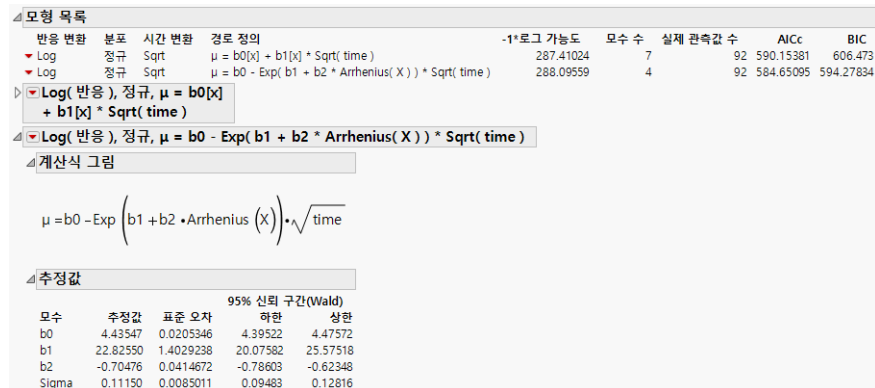 모형 목록
반응 변환 분포 시간 변환 경로 정의 -1*로그 가능도 모수 수 실제 관측값 수 AICc BIC
Log 정규 Sqrt μ = b0[x] + b1[x] * Sqrt( time ) 287.41024 7 92 590.15381 606.473
Log 정규 Sqrt μ = b0 - Exp( b1 + b2 * Arrhenius( X ) ) * Sqrt( time ) 288.09559 4 92 584.65095 594.27834
Log( 반응 ), 정규, μ = b0[x]
+ b1[x] * Sqrt( time )
Log( 반응 ), 정규, μ = b0 - Exp( b1 + b2 * Arrhenius( X ) ) * Sqrt( time )
계산식 그림
μ =b0 –Exp (b1 +b2 •Arrhenius (X))•√time
추정값
95% 신뢰 구간(Wald)
모수 추정값 표준 오차 하한 상한
b0 4.43547 0.0205346 4.39522 4.47572
b1 22.82550 1.4029238 20.07582 25.57518
b2 -0.70476 0.0414672 -0.78603 -0.62348
Sigma 0.11150 0.0085011 0.09483 0.12816